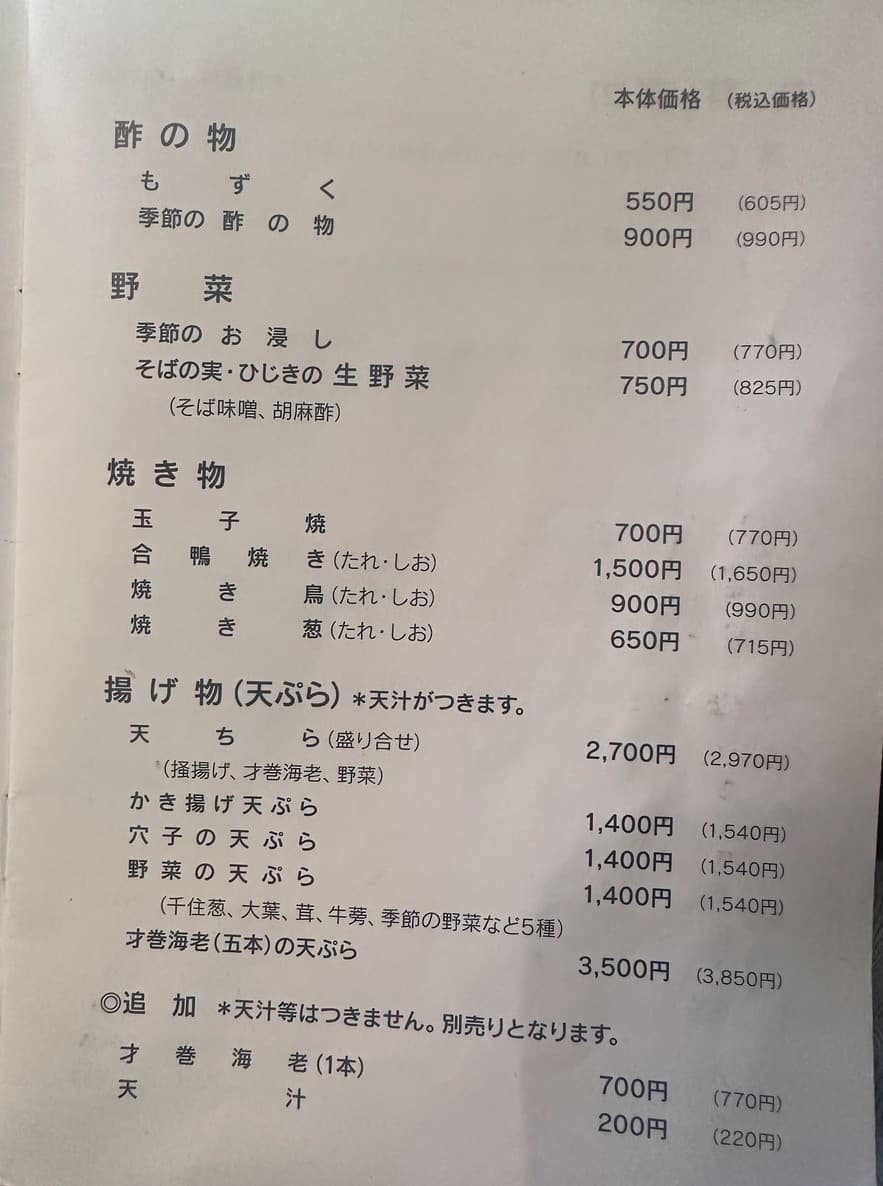 本体価格 (税込価格)
酢の物
もずく 550円 (605円)
季節の酢の物 900円 (990円)
野菜
季節のお浸し 700円 (770円)
そばの実・ひじきの生野菜 750円 (825円)
(そば味噌、胡麻酢)
焼き物
玉子焼 700円 (770円)
合鴨焼き(たれ・しお) 1,500円 (1,650円)
焼き鳥(たれ・しお) 900円 (990円)
焼き葱(たれ・しお) 650円 (715円)
揚げ物(天ぷら) *天汁がつきます。
天ちら(盛り合せ) 2,700円 (2,970円)
(掻揚げ、才巻海老、野菜)
かき揚げ天ぷら 1,400円 (1,540円)
穴子の天ぷら 1,400円 (1,540円)
野菜の天ぷら 1,400円 (1,540円)
(千住葱、大葉、茸、牛蒡、季節の野菜など5種)
才巻海老(五本)の天ぷら 3,500円 (3,850円)
◎追加 *天汁等はつきません。別売りとなります。
才巻海老(1本) 700円 (770円)
天汁 200円 (220円)